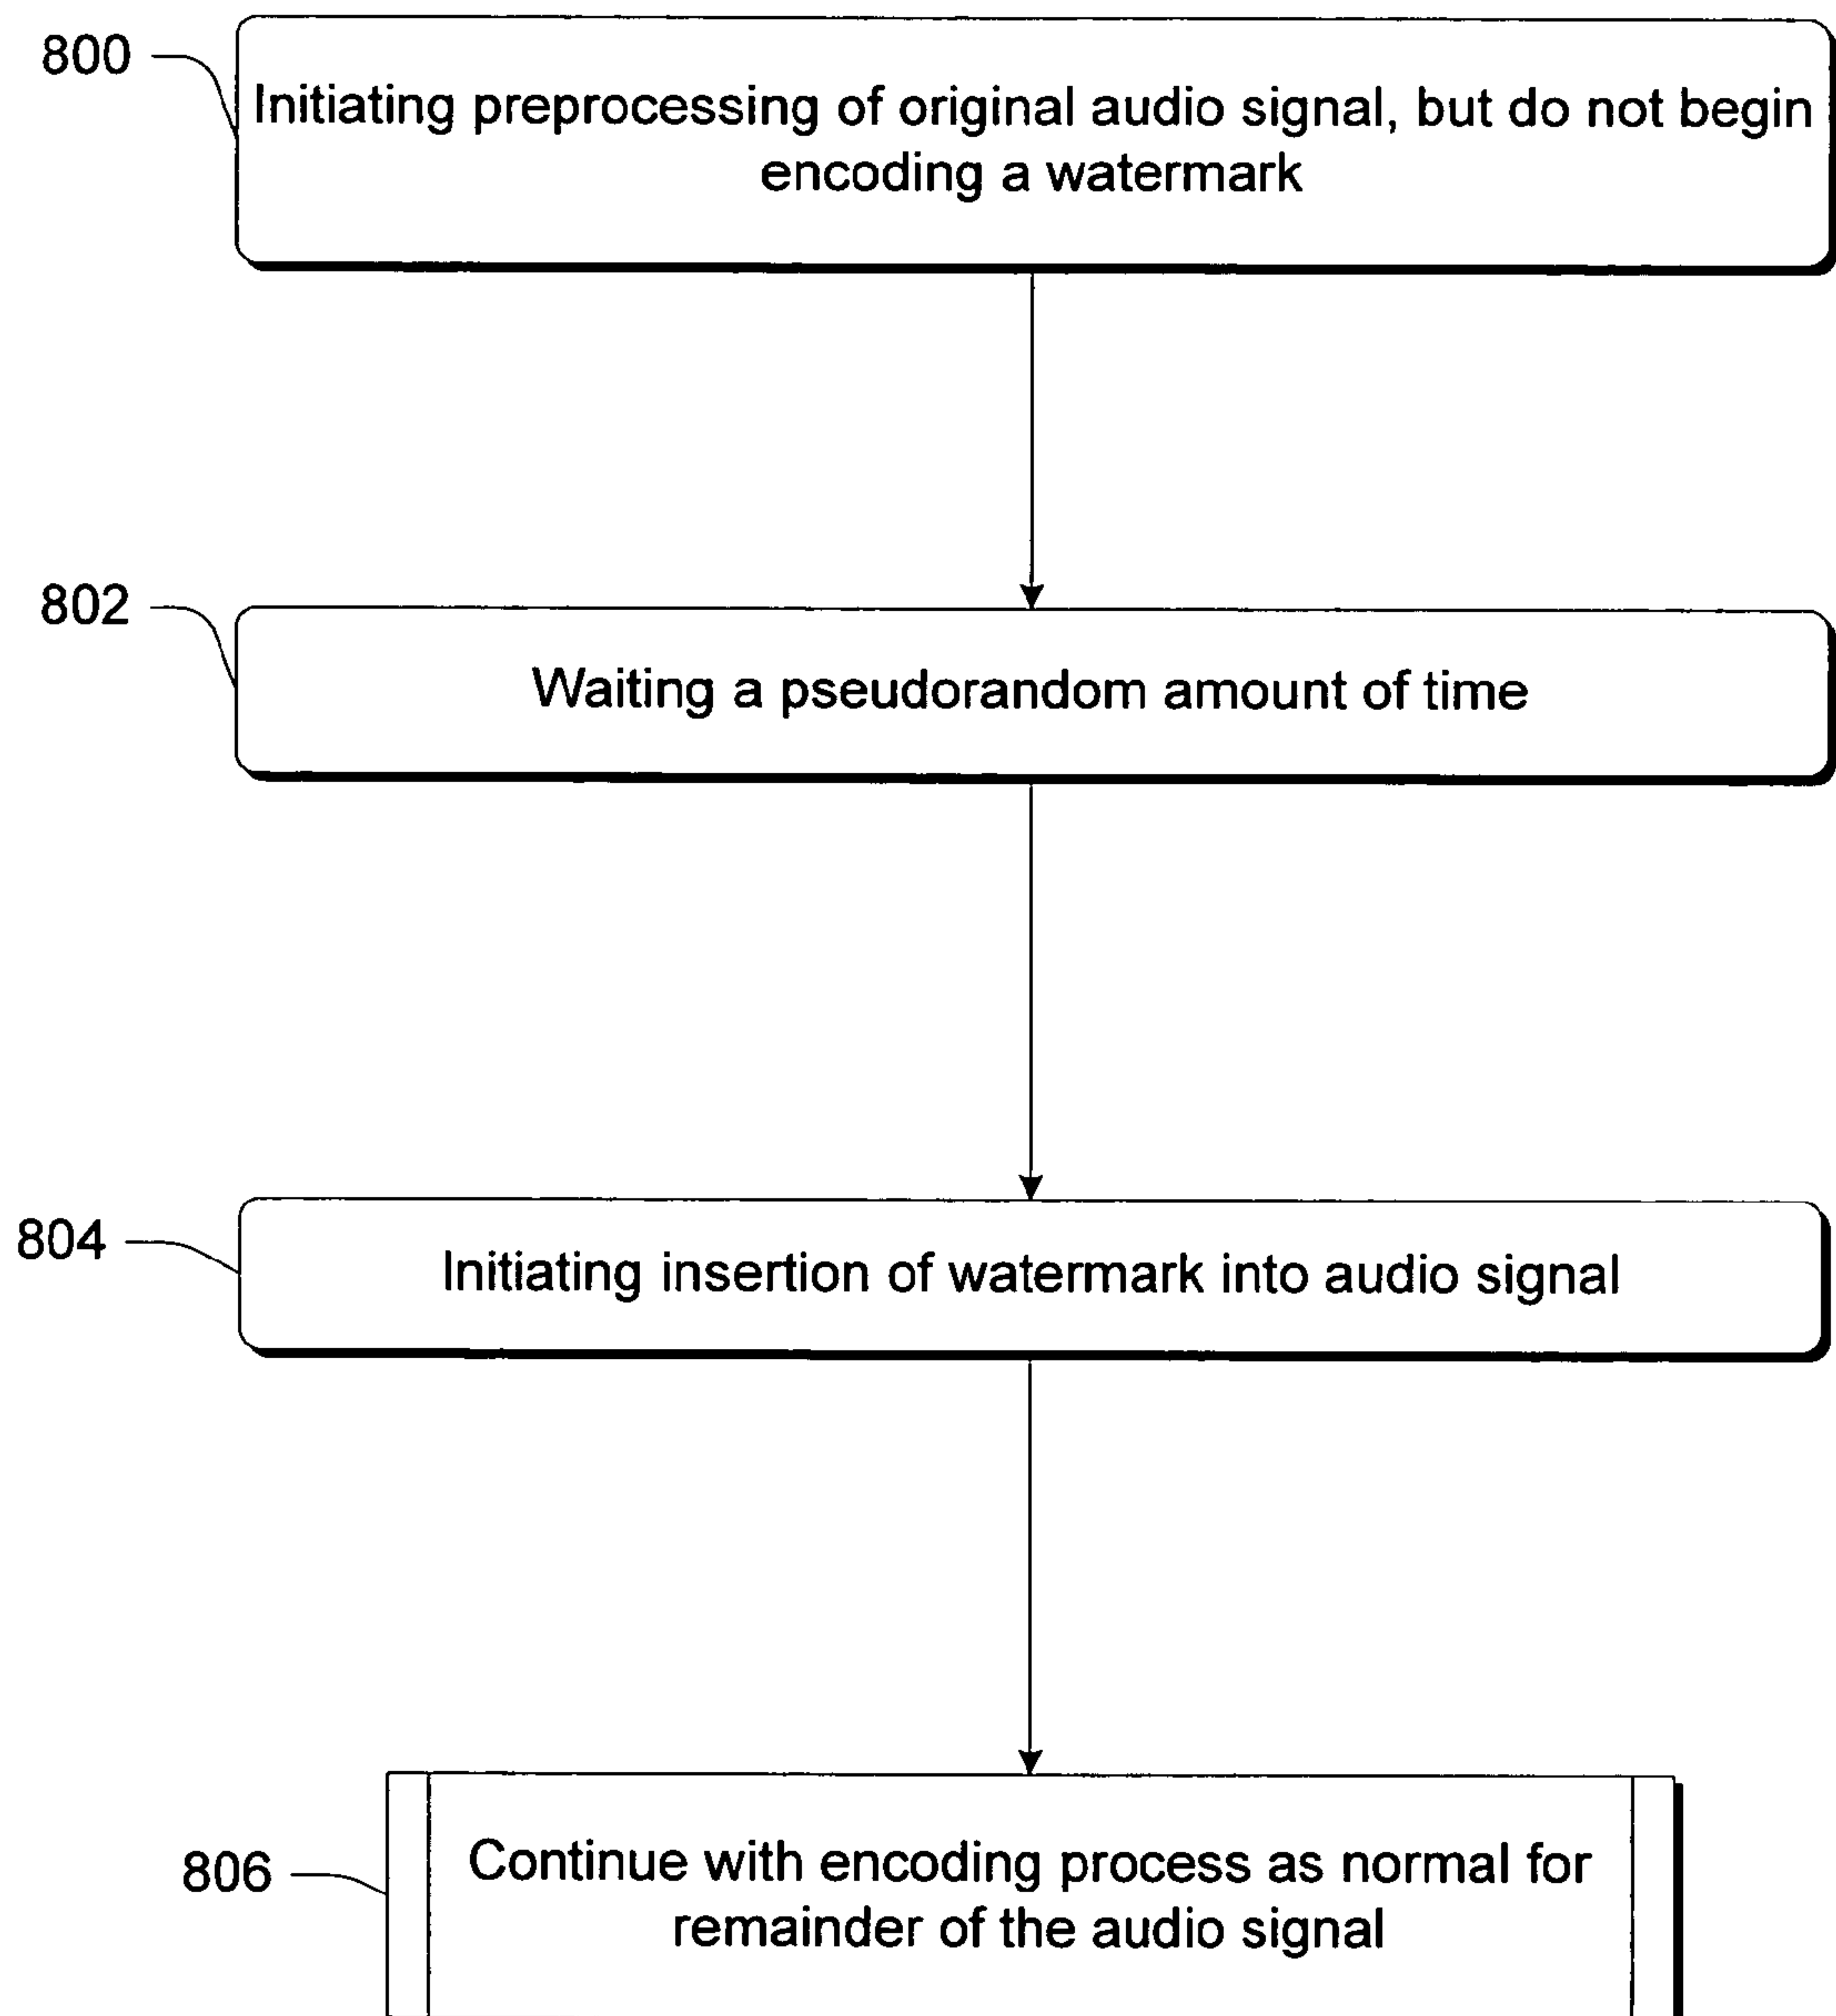 800
Initiating preprocessing of original audio signal, but do not begin
encoding a watermark
802
Waiting a pseudorandom amount of time
804
Initiating insertion of watermark into audio signal
806
Continue with encoding process as normal for
remainder of the audio signal